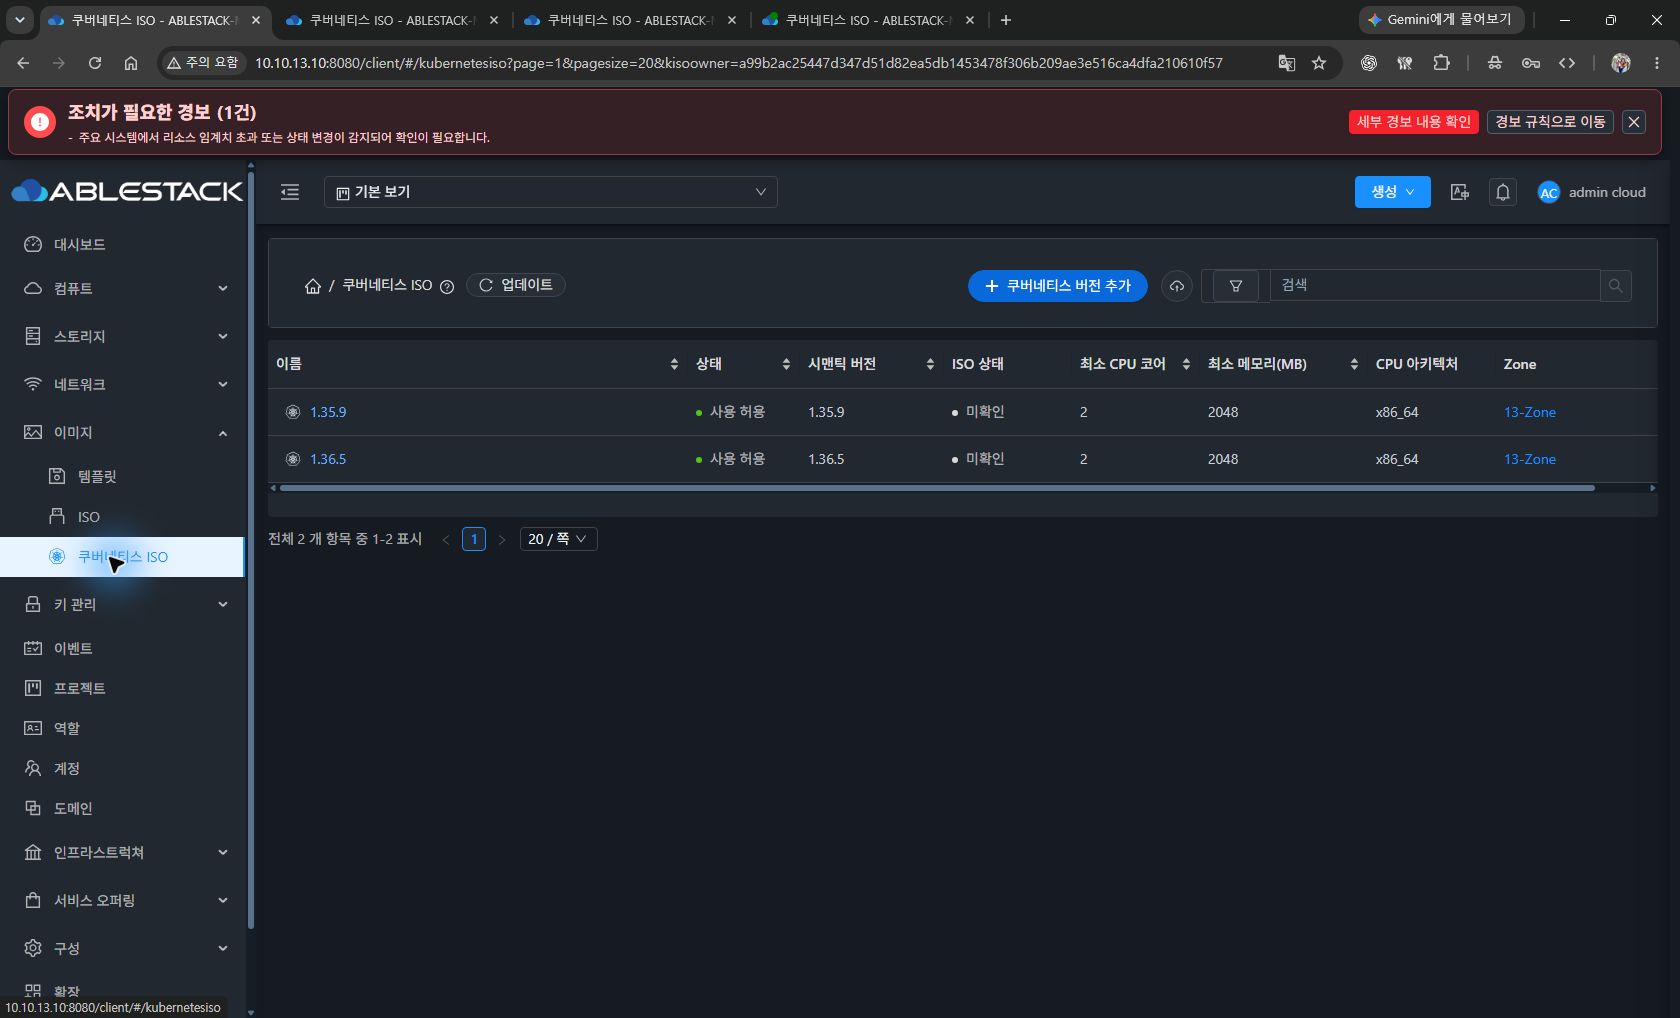 쿠버네티스 ISO - ABLESTACK-
쿠버네티스 ISO - ABLESTACK-
쿠버네티스 ISO - ABLESTACK-
쿠버네티스 ISO - ABLESTACK-
Gemini에게 물어보기
주의 요함
10.10.13.10:8080/client/#/kubernetesiso?page=1&pagesize=20&kisoowner=a99b2ac25447d347d51d82ea5db1453478f306b209ae3e516ca4dfa210610f57
조치가 필요한 경보 (1건)
- 주요 시스템에서 리소스 임계치 초과 또는 상태 변경이 감지되어 확인이 필요합니다.
세부 경보 내용 확인
경보 규칙으로 이동
ABLESTACK
기본 보기
생성
AC admin cloud
대시보드
컴퓨트
스토리지
네트워크
이미지
템플릿
ISO
쿠버네티스 ISO
키 관리
이벤트
프로젝트
역할
계정
도메인
인프라스트럭쳐
서비스 오퍼링
구성
확장
10.10.13.10:8080/client/#/kubernetesiso
/ 쿠버네티스 ISO
업데이트
+ 쿠버네티스 버전 추가
검색
이름 상태 시맨틱 버전 ISO 상태 최소 CPU 코어 최소 메모리(MB) CPU 아키텍처 Zone
1.35.9 사용 허용 1.35.9 미확인 2 2048 x86_64 13-Zone
1.36.5 사용 허용 1.36.5 미확인 2 2048 x86_64 13-Zone
전체 2 개 항목 중 1-2 표시 < 1 > 20 / 쪽